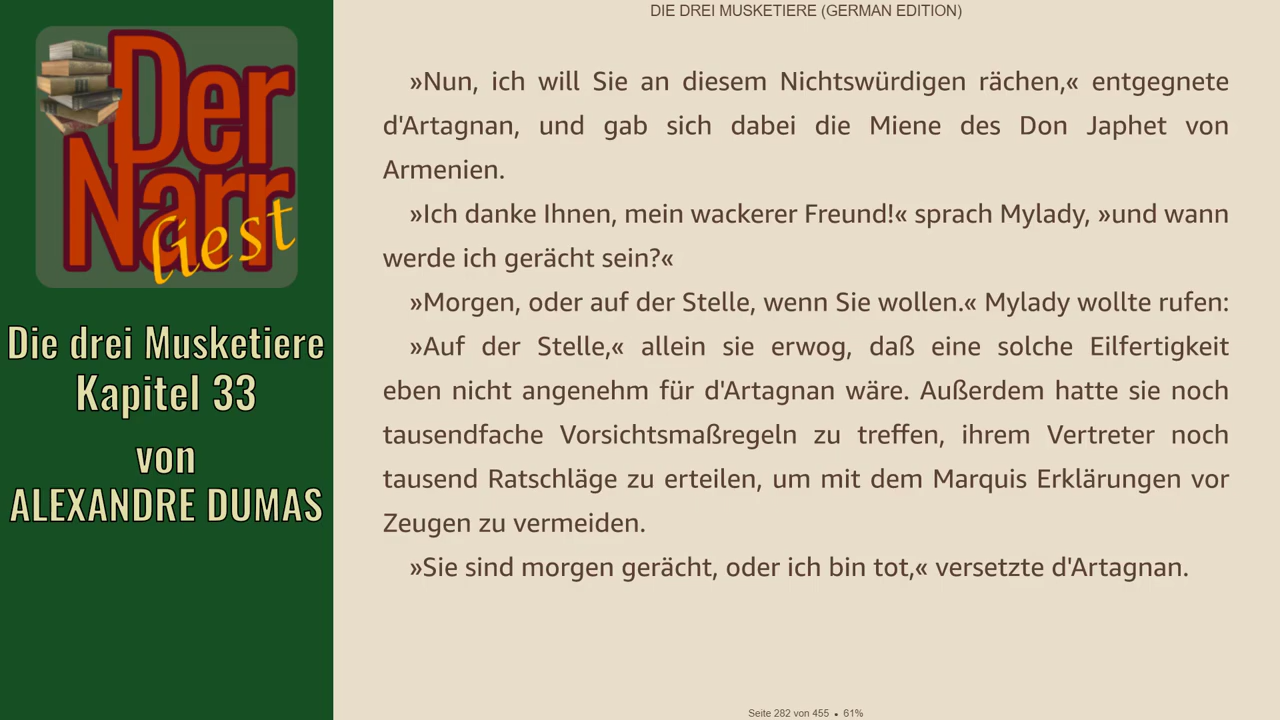 Der
Narr
liest
Die drei Musketiere
Kapitel 33
von
ALEXANDRE DUMAS
DIE DREI MUSKETIERE (GERMAN EDITION)
»Nun, ich will Sie an diesem Nichtswürdigen rächen,« entgegnete
d'Artagnan, und gab sich dabei die Miene des Don Japhet von
Armenien.
»Ich danke Ihnen, mein wackerer Freund!« sprach Mylady, »und wann
werde ich gerächt sein?«
»Morgen, oder auf der Stelle, wenn Sie wollen.« Mylady wollte rufen:
»Auf der Stelle,« allein sie erwog, daß eine solche Eilfertigkeit
eben nicht angenehm für d'Artagnan wäre. Außerdem hatte sie noch
tausendfache Vorsichtsmaßregeln zu treffen, ihrem Vertreter noch
tausend Ratschläge zu erteilen, um mit dem Marquis Erklärungen vor
Zeugen zu vermeiden.
»Sie sind morgen gerächt, oder ich bin tot,« versetzte d'Artagnan.
Seite 282 von 455 • 61%